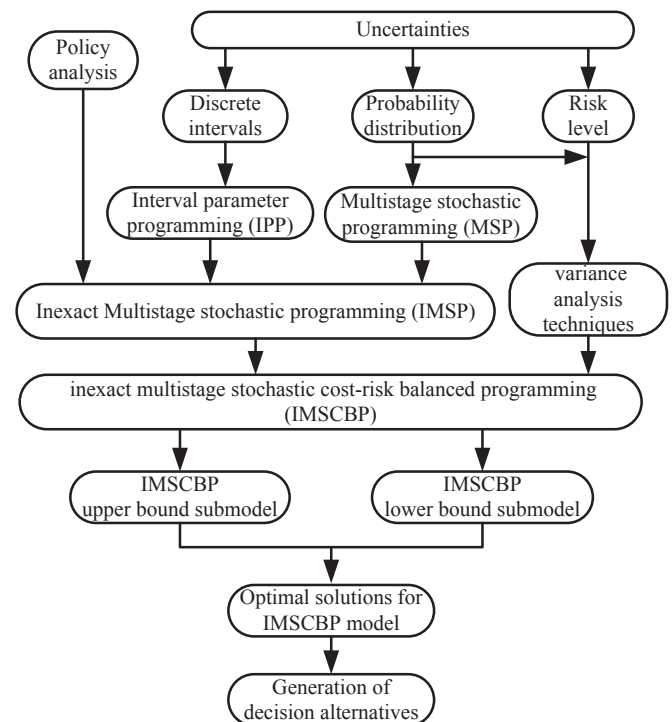 Uncertainties
Policy
analysis
Discrete
intervals
Probability
distribution
Risk
level
Interval parameter
programming (IPP)
Multistage stochastic
programming (MSP)
Inexact Multistage stochastic programming (IMSP)
variance
analysis
techniques
inexact multistage stochastic cost-risk balanced programming
(IMSCBP)
IMSCBP
upper bound submodel
IMSCBP
lower bound submodel
Optimal solutions for
IMSCBP model
Generation of
decision alternatives